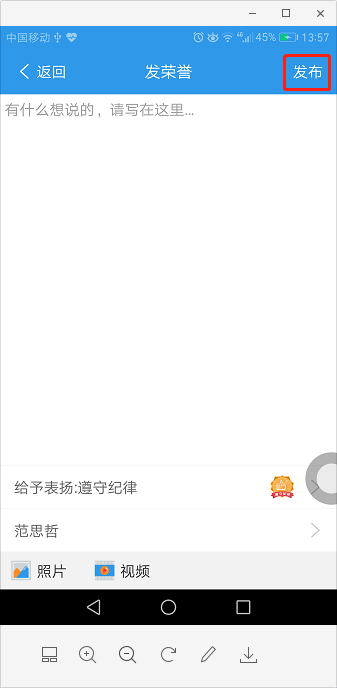 中国移动 46 45% 13:57
返回 发荣誉 发布
有什么想说的，请写在这里...
给予表扬:遵守纪律
范思哲
照片 视频